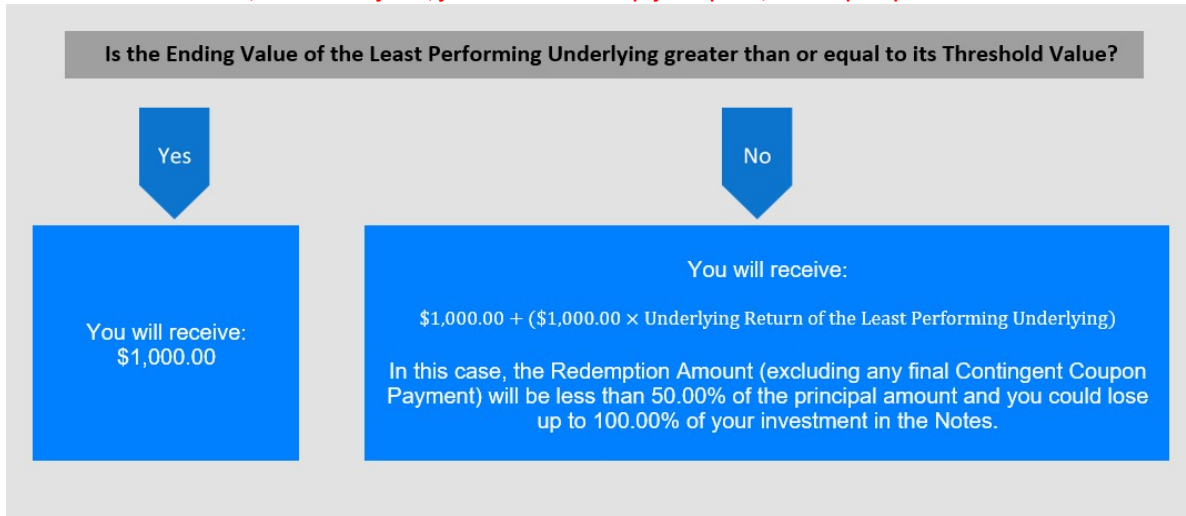 Is the Ending Value of the Least Performing Underlying greater than or equal to its Threshold Value?
Yes
No
You will receive:
$1,000.00
You will receive:
$1,000.00 + ($1,000.00 × Underlying Return of the Least Performing Underlying)
In this case, the Redemption Amount (excluding any final Contingent Coupon
Payment) will be less than 50.00% of the principal amount and you could lose
up to 100.00% of your investment in the Notes.